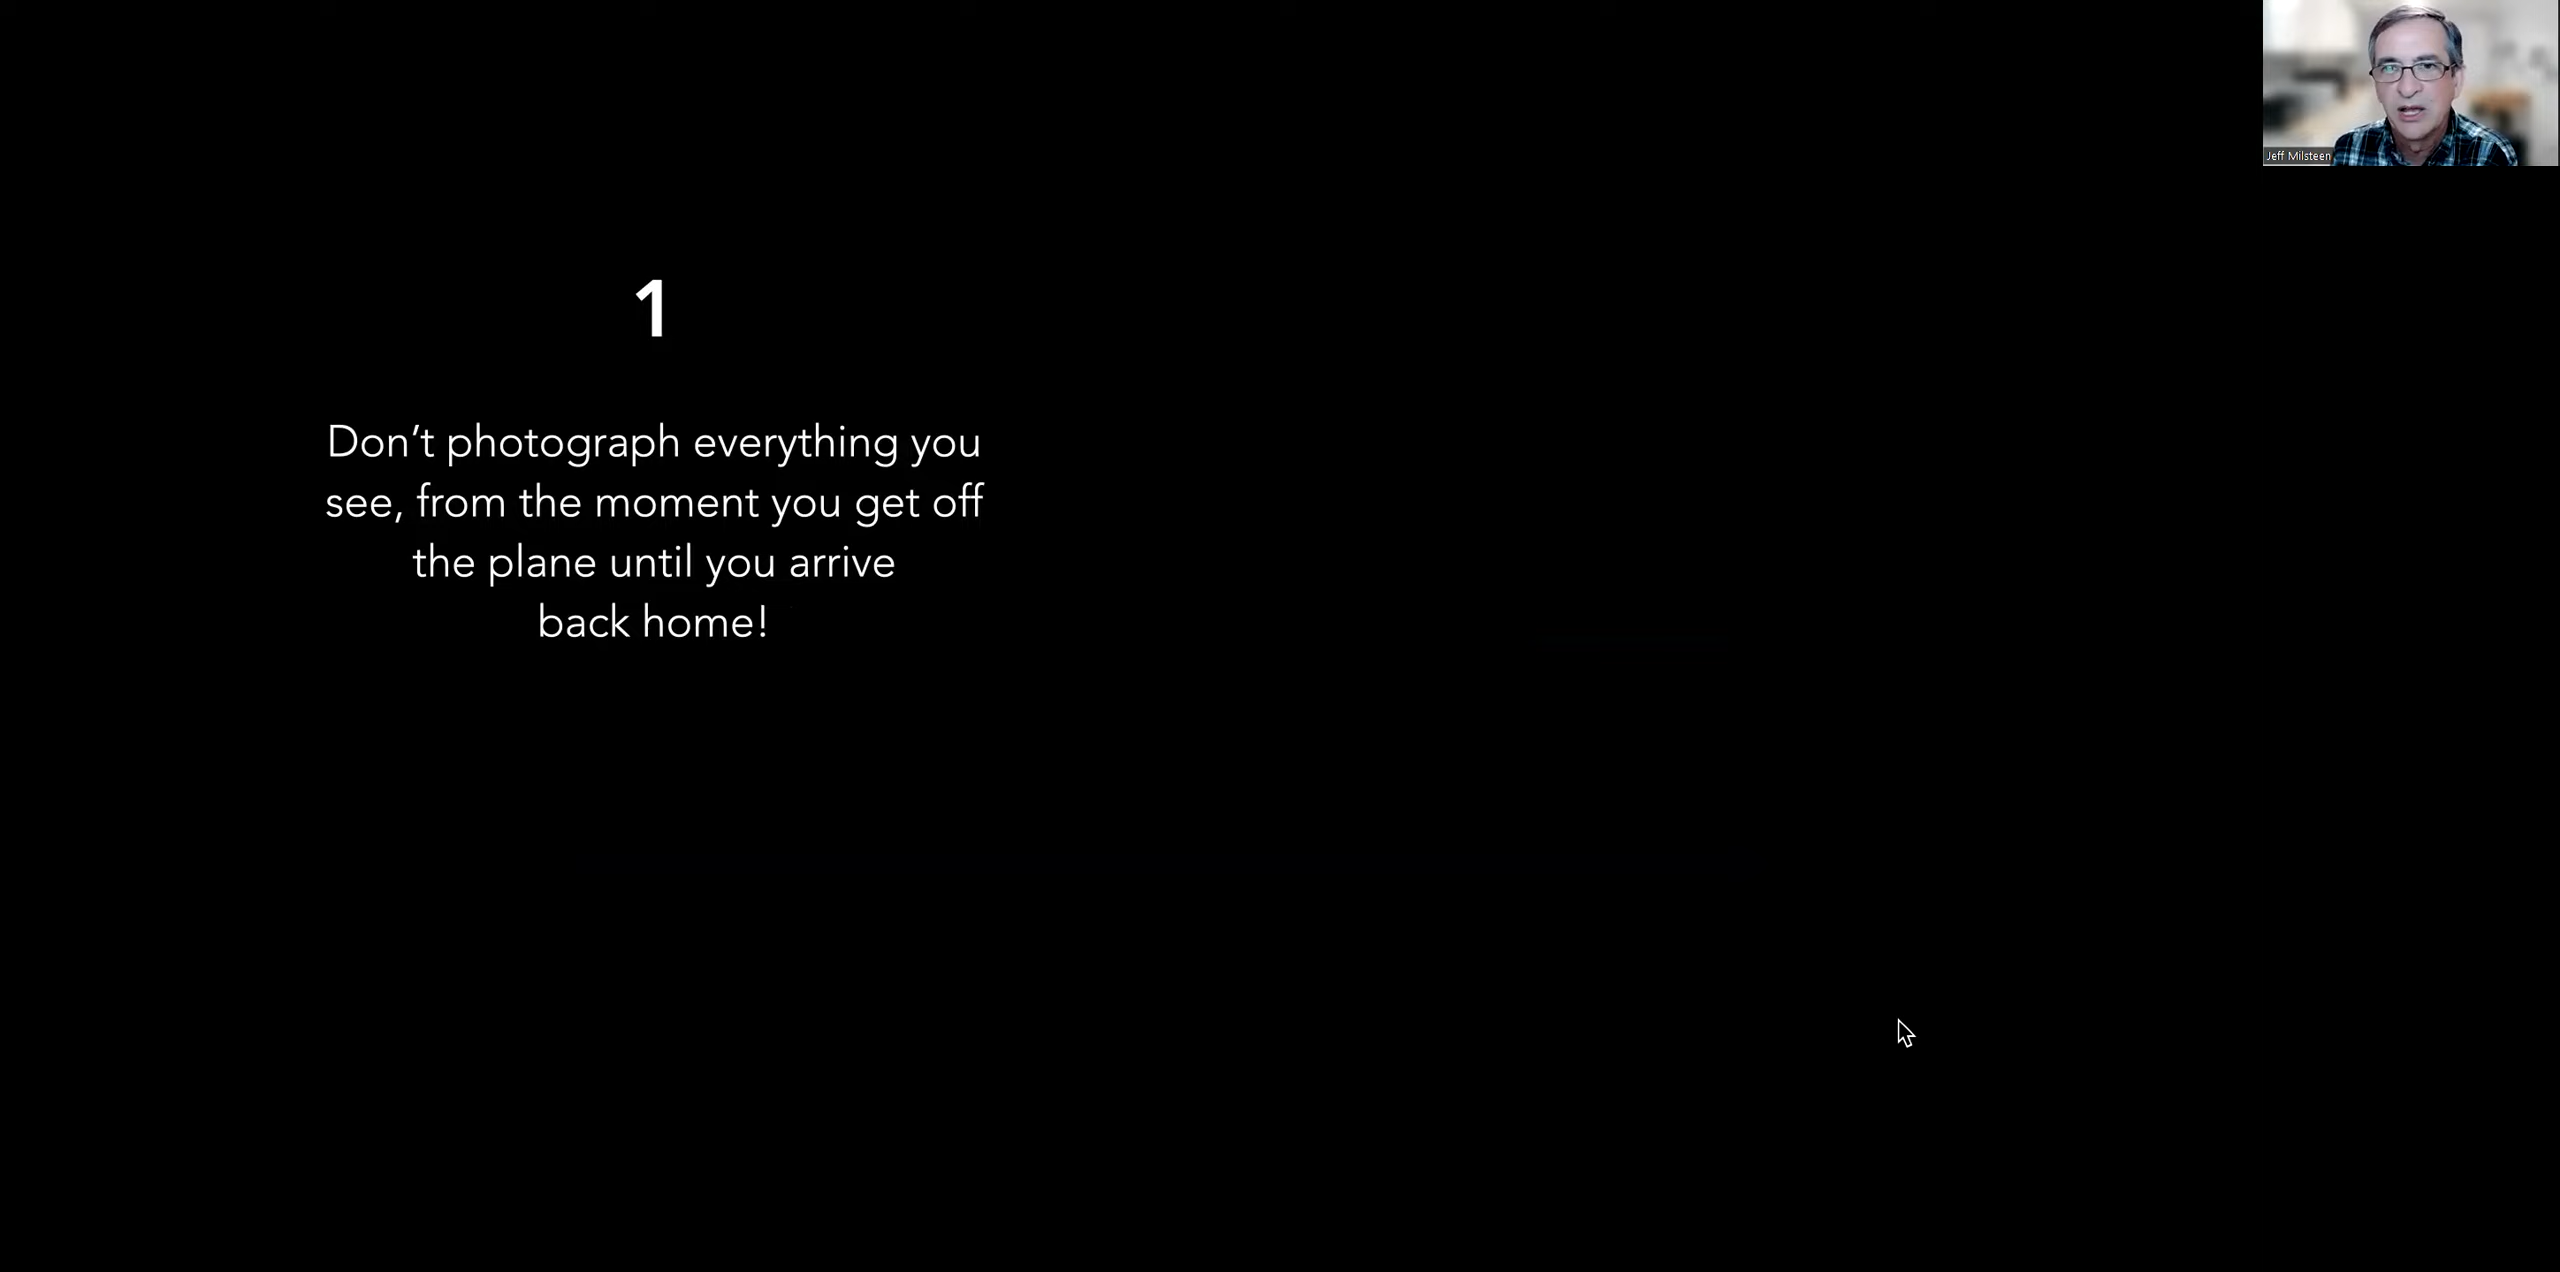 Jeff Milsteen
1
Don’t photograph everything you
see, from the moment you get off
the plane until you arrive
back home!